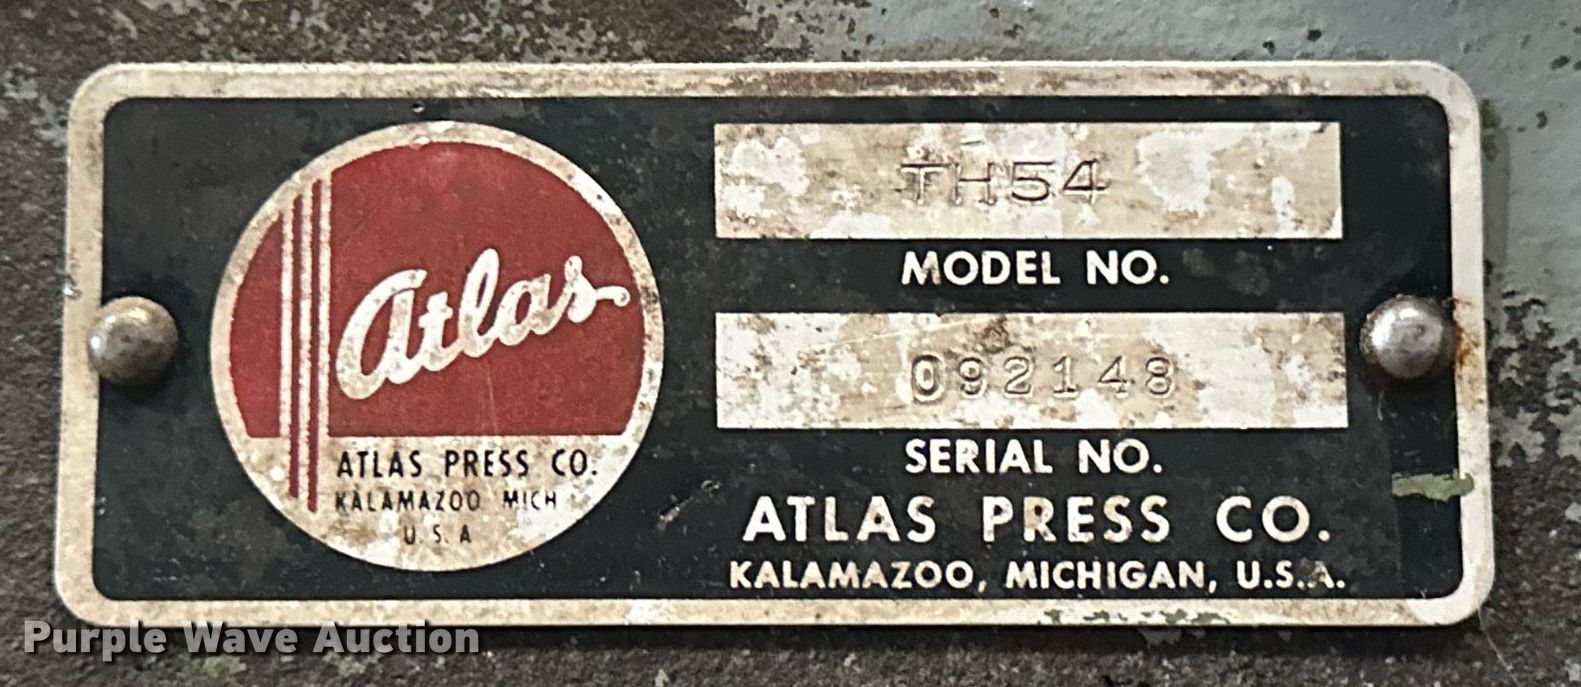 Atlas
ATLAS PRESS CO.
KALAMAZOO MICH
U.S.A
TH54
MODEL NO.
092148
SERIAL NO.
ATLAS PRESS CO.
KALAMAZOO, MICHIGAN, U.S.A.
Purple Wave Auction